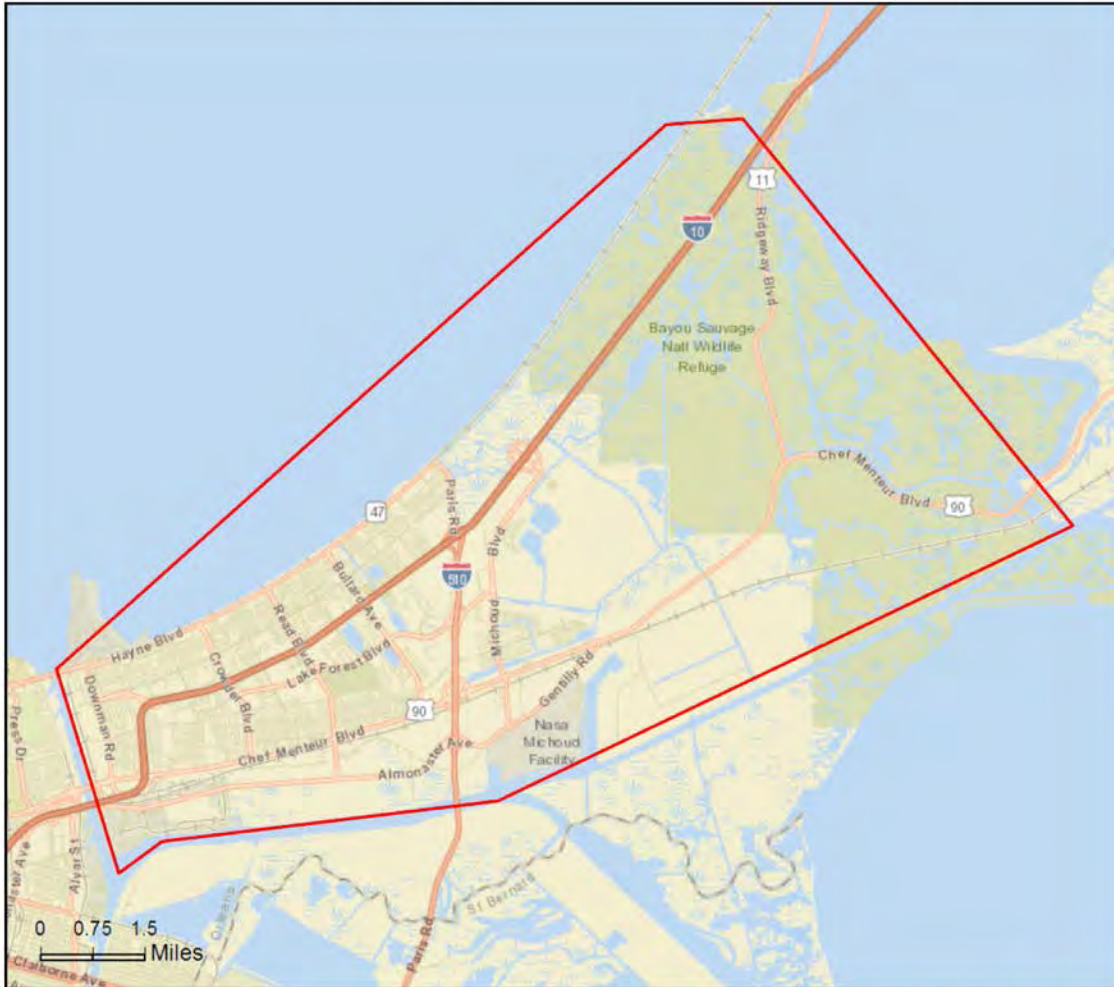 11
Ridgeway Blvd
10
Bayou Sauvage
Natl Wildlife
Refuge
Chef Menteur Blvd
90
Paris Rd
47
Blvd
510
Michoud
Bullard Ave
Read Blvd
Hayne Blvd
Crowder Blvd
Lake Forest Blvd
Downman Rd
Press Dr
90
Gentilly Rd
Chef Menteur Blvd
Nasa
Michoud
Facility
Almonaster Ave
Alvar St
Orleans
St Bernard
Paris Rd
0 0.75 1.5
Miles
Claiborne Ave